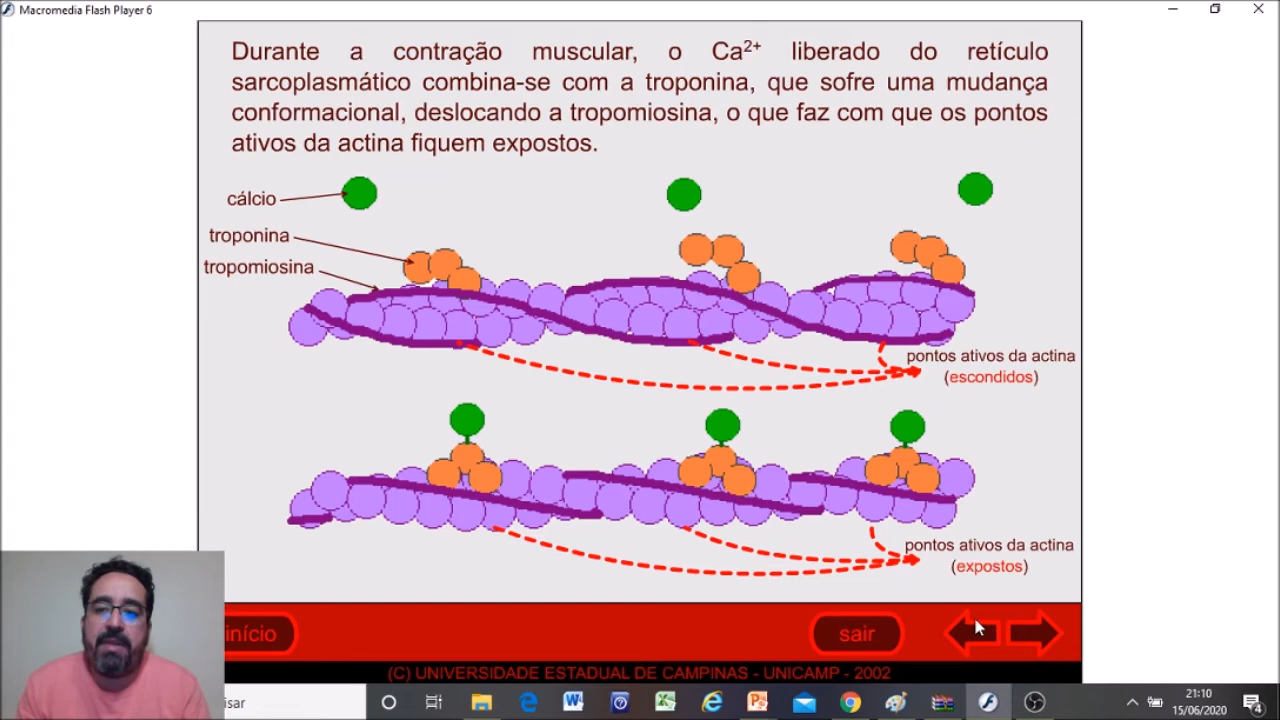 Macromedia Flash Player 6
Durante a contração muscular, o Ca²⁺ liberado do retículo
sarcoplasmático combina-se com a troponina, que sofre uma mudança
conformacional, deslocando a tropomiosina, o que faz com que os pontos
ativos da actina fiquem expostos.
cálcio
troponina
tropomiosina
pontos ativos da actina
(escondidos)
pontos ativos da actina
(expostos)
início
sair
(C) UNIVERSIDADE ESTADUAL DE CAMPINAS - UNICAMP - 2002
isar
21:10
15/06/2020
4